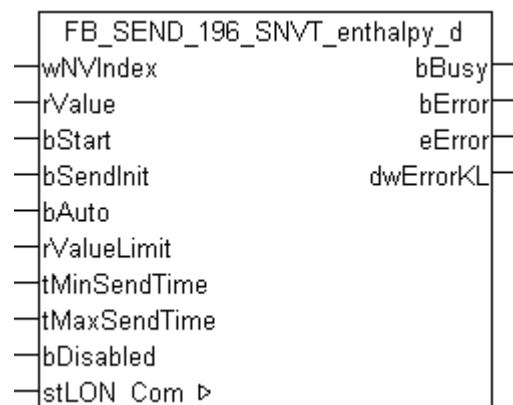 FB_SEND_196_SNVT_enthalpy_d
wNVIndex bBusy
rValue bError
bStart eError
bSendInit dwErrorKL
bAuto
rValueLimit
tMinSendTime
tMaxSendTime
bDisabled
stLON_Com ▷